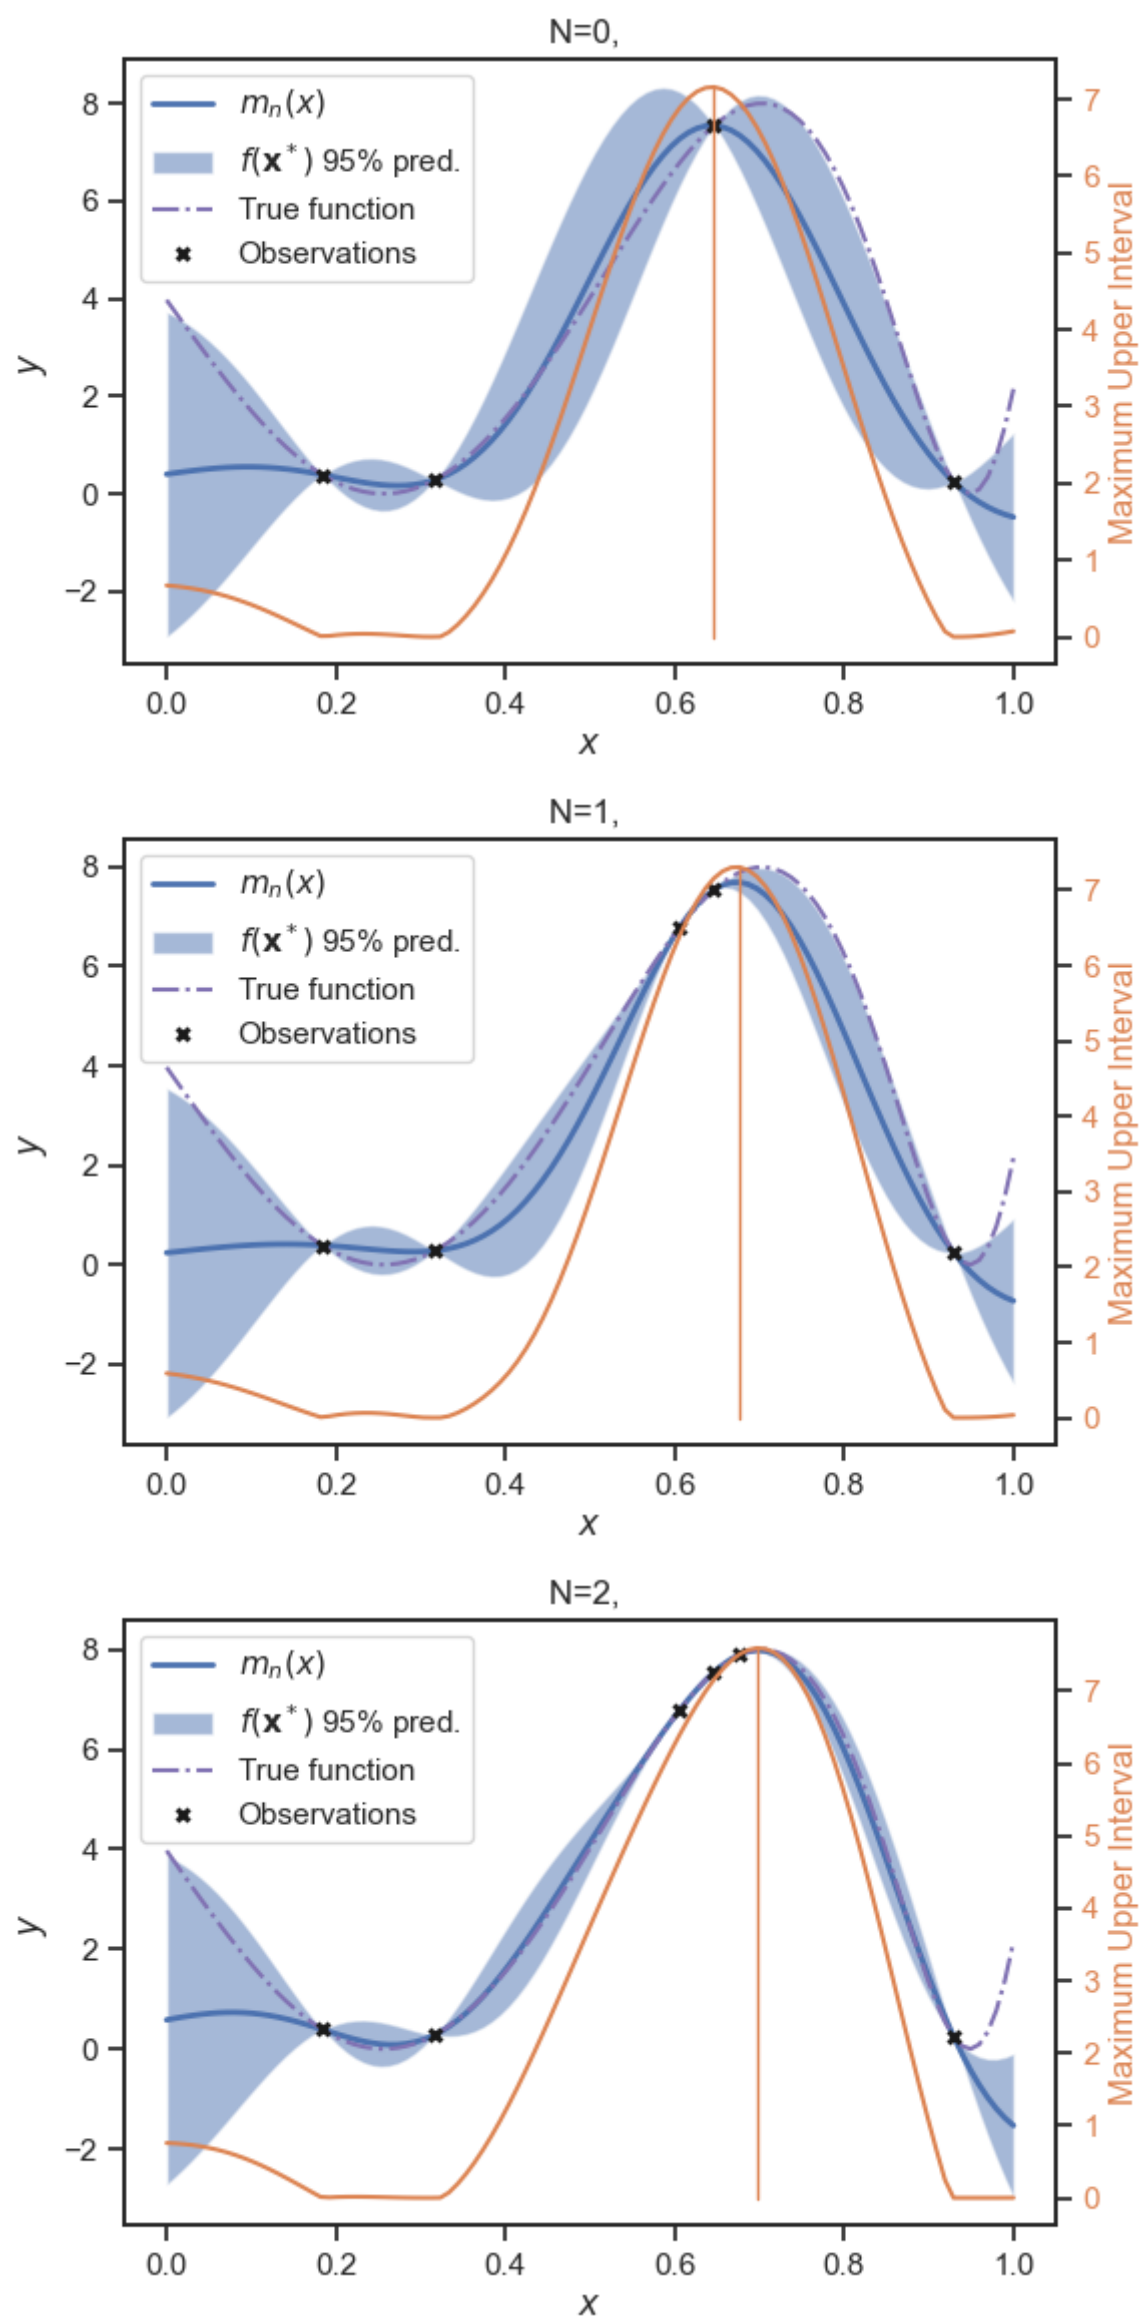 N=0,
mₙ(x)
f(x*) 95% pred.
True function
Observations
8
6
4
2
0
−2
y
7
6
5
4
3
2
1
0
Maximum Upper Interval
0.0 0.2 0.4 0.6 0.8 1.0
x
N=1,
mₙ(x)
f(x*) 95% pred.
True function
Observations
8
6
4
2
0
−2
y
7
6
5
4
3
2
1
0
Maximum Upper Interval
0.0 0.2 0.4 0.6 0.8 1.0
x
N=2,
mₙ(x)
f(x*) 95% pred.
True function
Observations
8
6
4
2
0
−2
y
7
6
5
4
3
2
1
0
Maximum Upper Interval
0.0 0.2 0.4 0.6 0.8 1.0
x